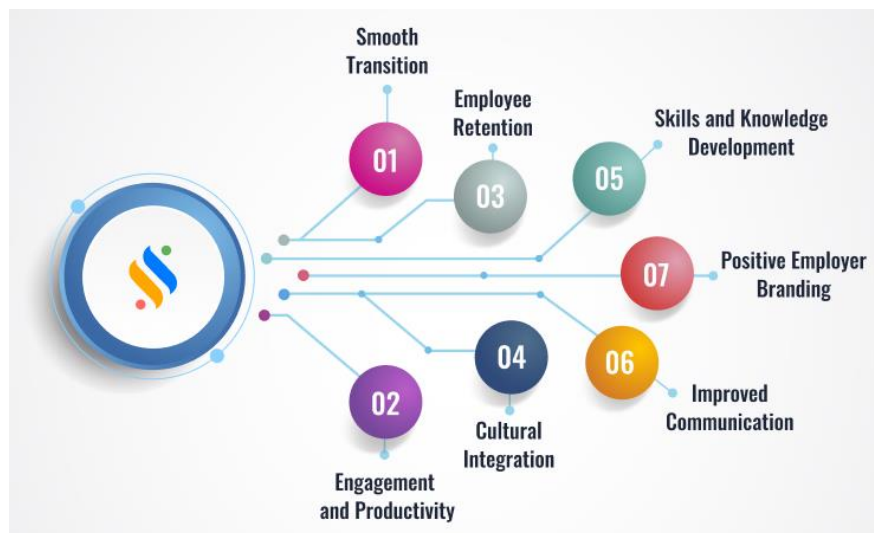 Smooth
Transition
01
Engagement
and Productivity
02
Employee
Retention
03
Cultural
Integration
04
Skills and Knowledge
Development
05
Improved
Communication
06
Positive Employer
Branding
07